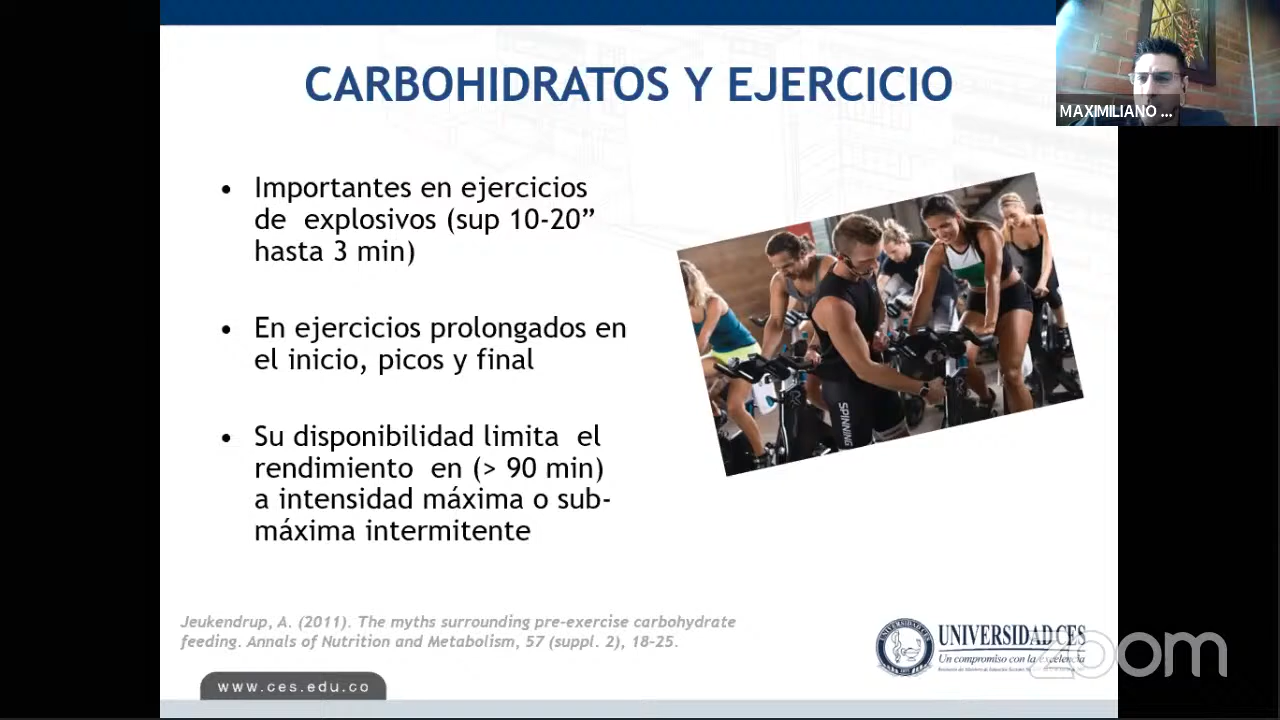 CARBOHIDRATOS Y EJERCICIO
MAXIMILIANO ...
• Importantes en ejercicios
de explosivos (sup 10-20”
hasta 3 min)
• En ejercicios prolongados en
el inicio, picos y final
• Su disponibilidad limita el
rendimiento en (> 90 min)
a intensidad máxima o sub-
máxima intermitente
SPINNING
Jeukendrup, A. (2011). The myths surrounding pre-exercise carbohydrate
feeding. Annals of Nutrition and Metabolism, 57 (suppl. 2), 18-25.
UNIVERSIDAD CES
Un compromiso con la excelencia
zoom
www.ces.edu.co